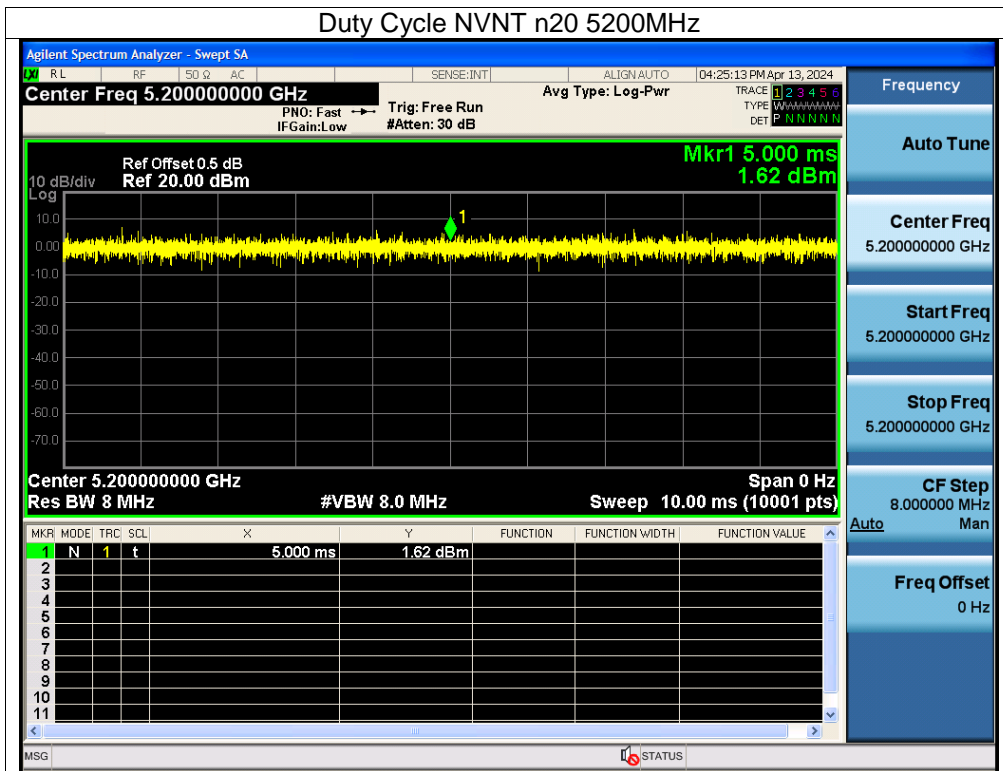 Duty Cycle NVNT n20 5200MHz
Agilent Spectrum Analyzer - Swept SA
LXI RL RF 50 Ω AC SENSE:INT ALIGN AUTO 04:25:13 PM Apr 13, 2024
Center Freq 5.200000000 GHz Avg Type: Log-Pwr TRACE 1 2 3 4 5 6
PNO: Fast Trig: Free Run TYPE WWWWWW
IFGain:Low #Atten: 30 dB DET P N N N N N
Frequency
Auto Tune
Ref Offset 0.5 dB Mkr1 5.000 ms
10 dB/div Ref 20.00 dBm 1.62 dBm
Log
10.0
0.00
-10.0
-20.0
-30.0
-40.0
-50.0
-60.0
-70.0
1
Center 5.200000000 GHz Span 0 Hz
Res BW 8 MHz #VBW 8.0 MHz Sweep 10.00 ms (10001 pts)
MKR MODE TRC SCL X Y FUNCTION FUNCTION WIDTH FUNCTION VALUE
1 N 1 t 5.000 ms 1.62 dBm
2
3
4
5
6
7
8
9
10
11
Center Freq
5.200000000 GHz
Start Freq
5.200000000 GHz
Stop Freq
5.200000000 GHz
CF Step
8.000000 MHz
Auto Man
Freq Offset
0 Hz
MSG STATUS